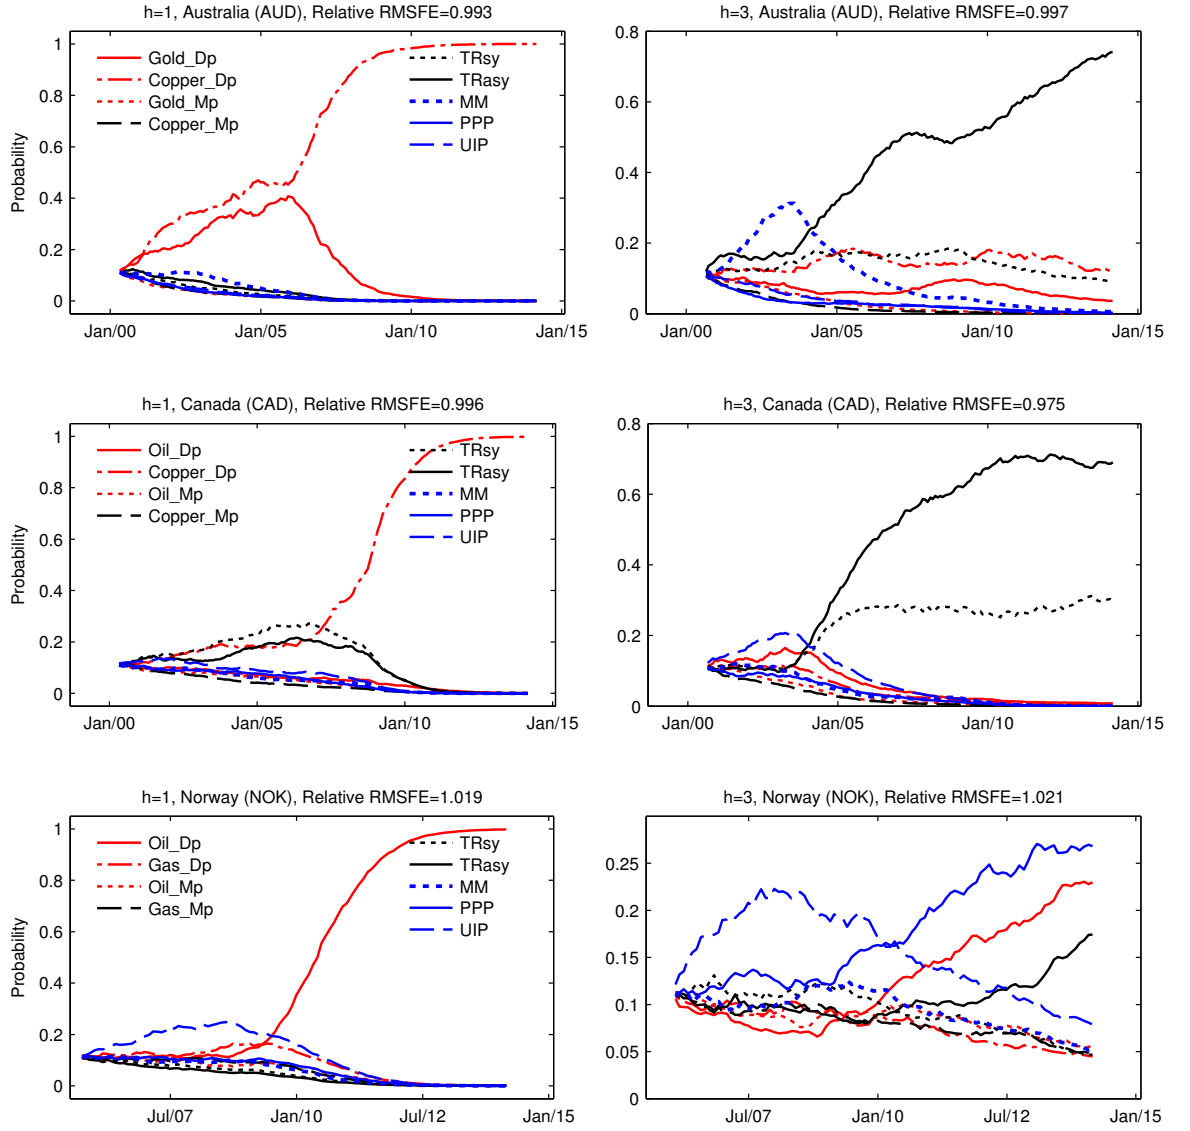 h=1, Australia (AUD), Relative RMSFE=0.993
Probability
1
0.8
0.6
0.4
0.2
0
Gold_Dp
Copper_Dp
Gold_Mp
Copper_Mp
TRsy
TRasy
MM
PPP
UIP
Jan/00 Jan/05 Jan/10 Jan/15
h=3, Australia (AUD), Relative RMSFE=0.997
0.8
0.6
0.4
0.2
0
Jan/00 Jan/05 Jan/10 Jan/15
h=1, Canada (CAD), Relative RMSFE=0.996
Probability
1
0.8
0.6
0.4
0.2
0
Oil_Dp
Copper_Dp
Oil_Mp
Copper_Mp
TRsy
TRasy
MM
PPP
UIP
Jan/00 Jan/05 Jan/10 Jan/15
h=3, Canada (CAD), Relative RMSFE=0.975
0.8
0.6
0.4
0.2
0
Jan/00 Jan/05 Jan/10 Jan/15
h=1, Norway (NOK), Relative RMSFE=1.019
Probability
1
0.8
0.6
0.4
0.2
0
Oil_Dp
Gas_Dp
Oil_Mp
Gas_Mp
TRsy
TRasy
MM
PPP
UIP
Jul/07 Jan/10 Jul/12 Jan/15
h=3, Norway (NOK), Relative RMSFE=1.021
0.25
0.2
0.15
0.1
0.05
0
Jul/07 Jan/10 Jul/12 Jan/15